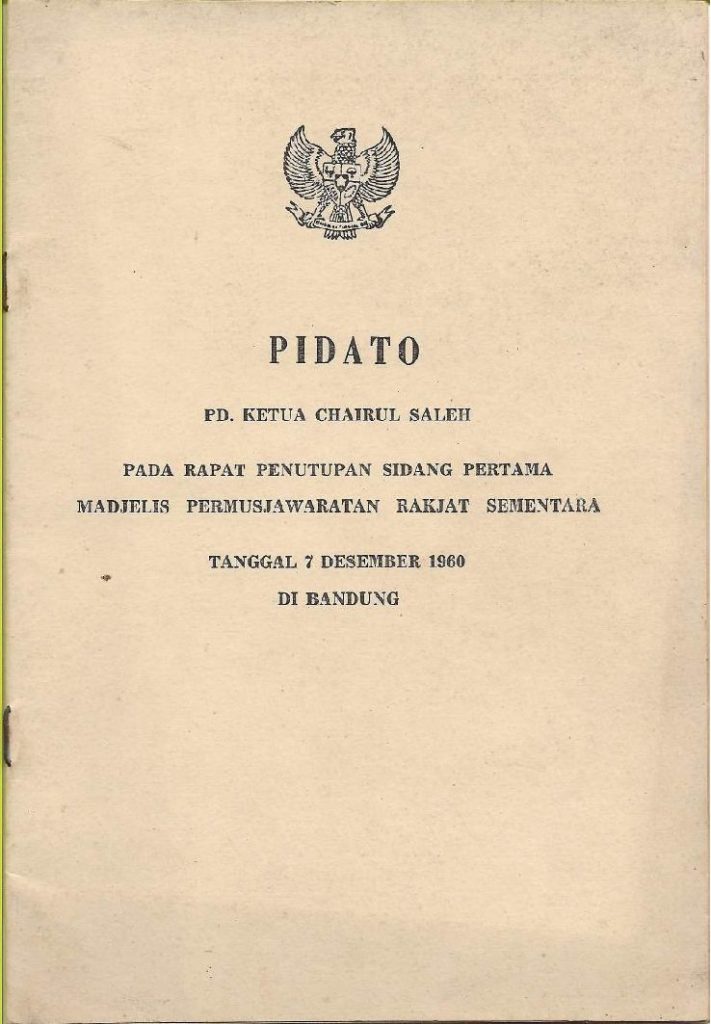 PIDATO
PD. KETUA CHAIRUL SALEH
PADA RAPAT PENUTUPAN SIDANG PERTAMA
MADJELIS PERMUSJAWARATAN RAKJAT SEMENTARA
TANGGAL 7 DESEMBER 1960
DI BANDUNG